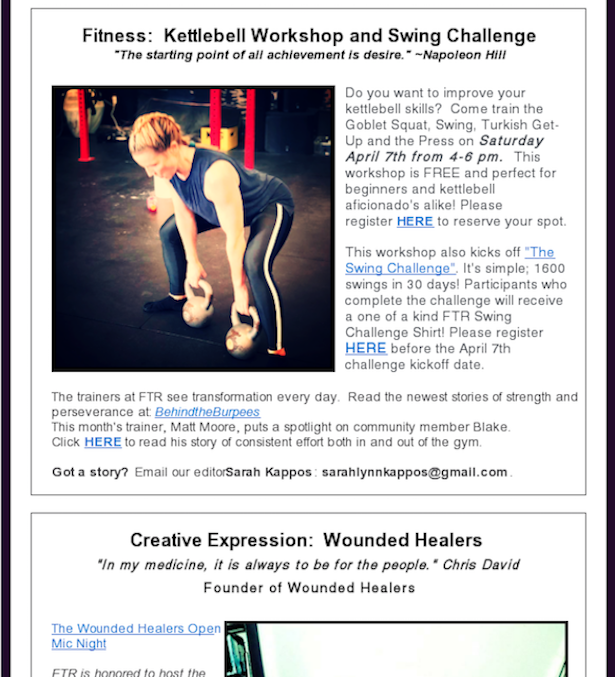 Fitness:  Kettlebell Workshop and Swing Challenge
"The starting point of all achievement is desire." ~Napoleon Hill
Do you want to improve your
kettlebell skills?  Come train the
Goblet Squat, Swing, Turkish Get-
Up and the Press on Saturday
April 7th from 4-6 pm.  This
workshop is FREE and perfect for
beginners and kettlebell
aficionado's alike! Please
register HERE to reserve your spot.
This workshop also kicks off "The
Swing Challenge". It's simple; 1600
swings in 30 days! Participants who
complete the challenge will receive
a one of a kind FTR Swing
Challenge Shirt! Please register
HERE before the April 7th
challenge kickoff date.
The trainers at FTR see transformation every day.  Read the newest stories of strength and
perseverance at: BehindtheBurpees
This month's trainer, Matt Moore, puts a spotlight on community member Blake.
Click HERE to read his story of consistent effort both in and out of the gym.
Got a story?  Email our editorSarah Kappos: sarahlynnkappos@gmail.com.
Creative Expression:  Wounded Healers
"In my medicine, it is always to be for the people." Chris David
Founder of Wounded Healers
The Wounded Healers Open
Mic Night
FTR is honored to host the